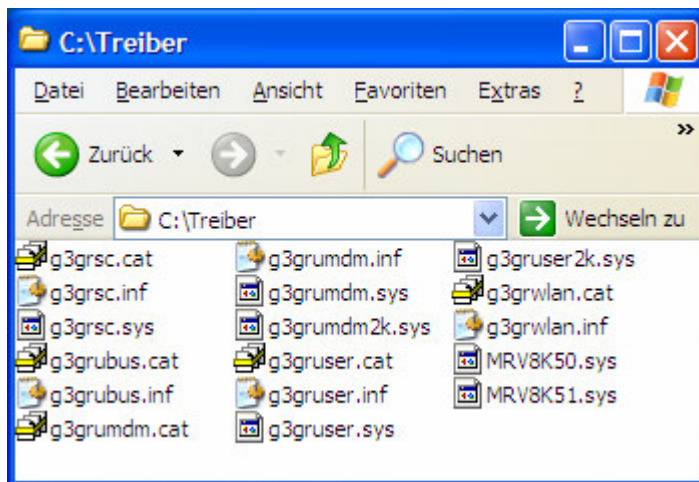 C:\Treiber
Datei Bearbeiten Ansicht Favoriten Extras ?
Zurück Suchen »
Adresse C:\Treiber Wechseln zu
g3grsc.cat g3grumdm.inf g3gruser2k.sys
g3grsc.inf g3grumdm.sys g3grwlan.cat
g3grsc.sys g3grumdm2k.sys g3grwlan.inf
g3grubus.cat g3gruser.cat MRV8K50.sys
g3grubus.inf g3gruser.inf MRV8K51.sys
g3grumdm.cat g3gruser.sys